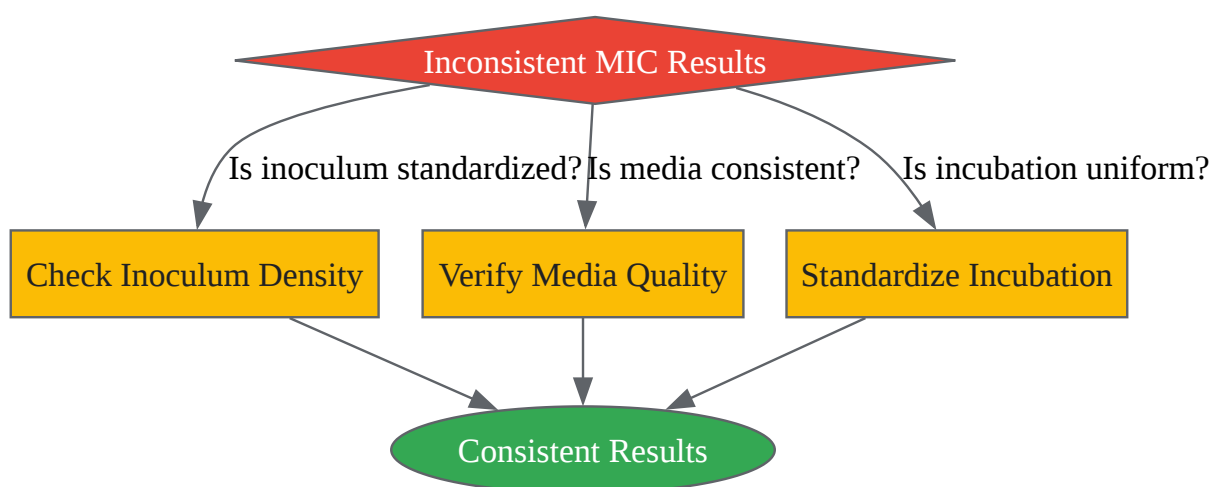 Inconsistent MIC Results
Is inoculum standardized?
Is media consistent?
Is incubation uniform?
Check Inoculum Density
Verify Media Quality
Standardize Incubation
Consistent Results